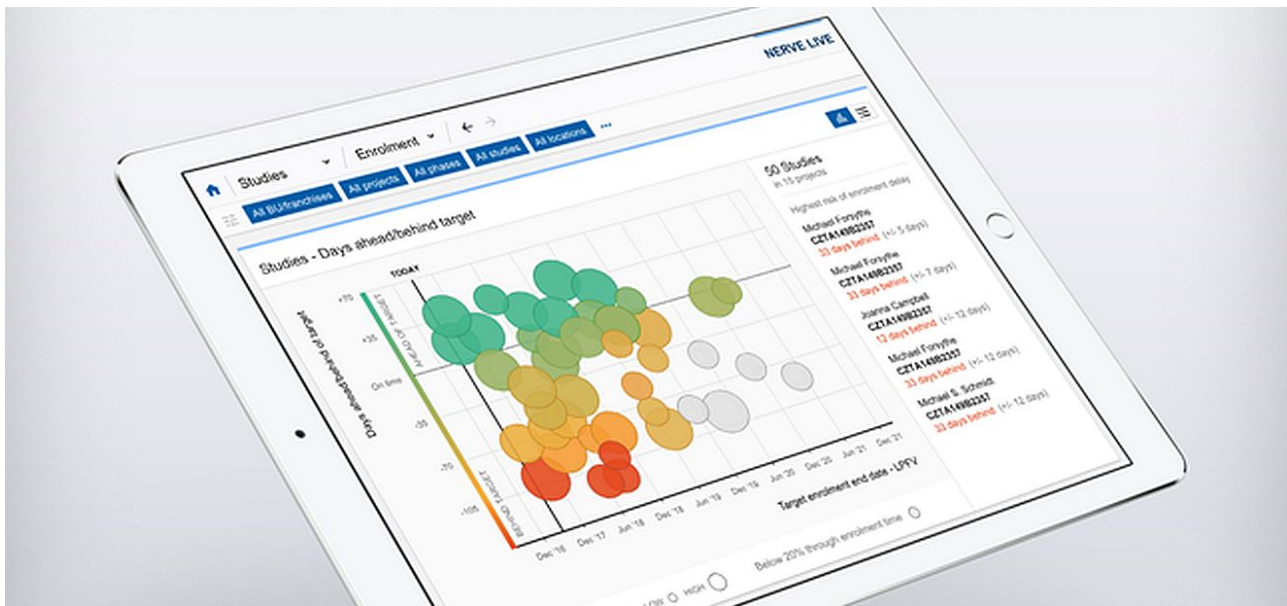 NERVE LIVE
Studies
Enrolment
All BU/franchises
All projects
All phases
All studies
All locations
Studies - Days ahead/behind target
TODAY
Days ahead behind of target
AHEAD OF TARGET
BEHIND TARGET
+70
+35
On time
-35
-70
-105
Dec '16
Dec '17
Jun '18
Dec '18
Jun '19
Dec '19
Jun '20
Dec '20
Jun '21
Dec '21
Target enrolment end date - LPFV
LOW
HIGH
Below 20% through enrolment time
50 Studies
in 15 projects
Highest risk of enrolment delay
Michael Forsythe
CZTA149B2357
33 days behind (+/- 5 days)
Michael Forsythe
CZTA149B2357
33 days behind (+/- 7 days)
Joanna Campbell
CZTA149B2357
12 days behind (+/- 12 days)
Michael Forsythe
CZTA149B2357
33 days behind (+/- 12 days)
Michael S. Schmidt
CZTA149B2357
33 days behind (+/- 12 days)